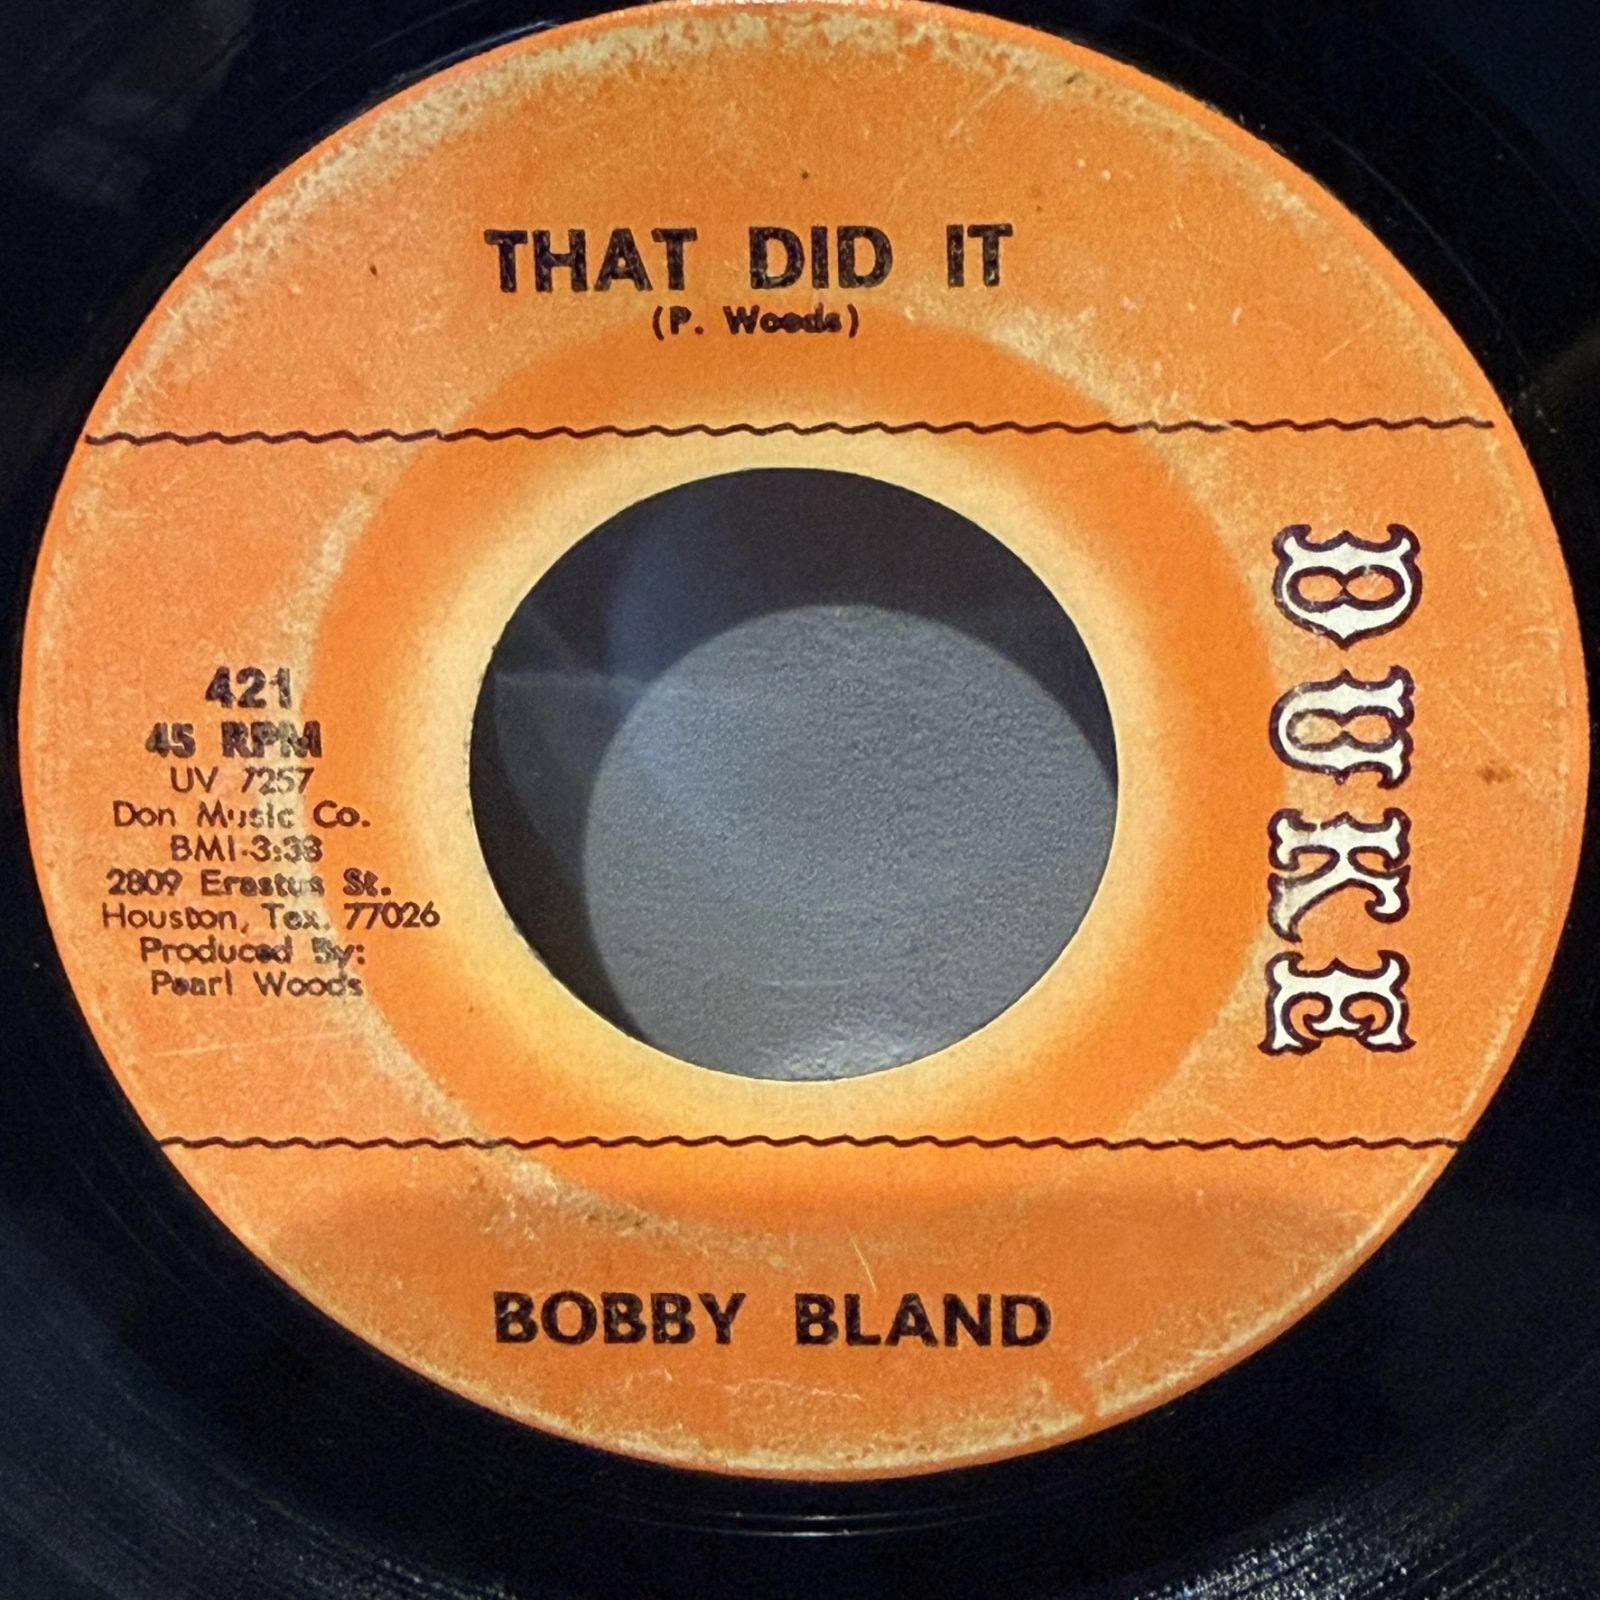 THAT DID IT
(P. Woods)
DUKE
421
45 RPM
UV 7257
Don Music Co.
BMI-3:38
2809 Erastus St.
Houston, Tex. 77026
Produced By:
Pearl Woods
BOBBY BLAND